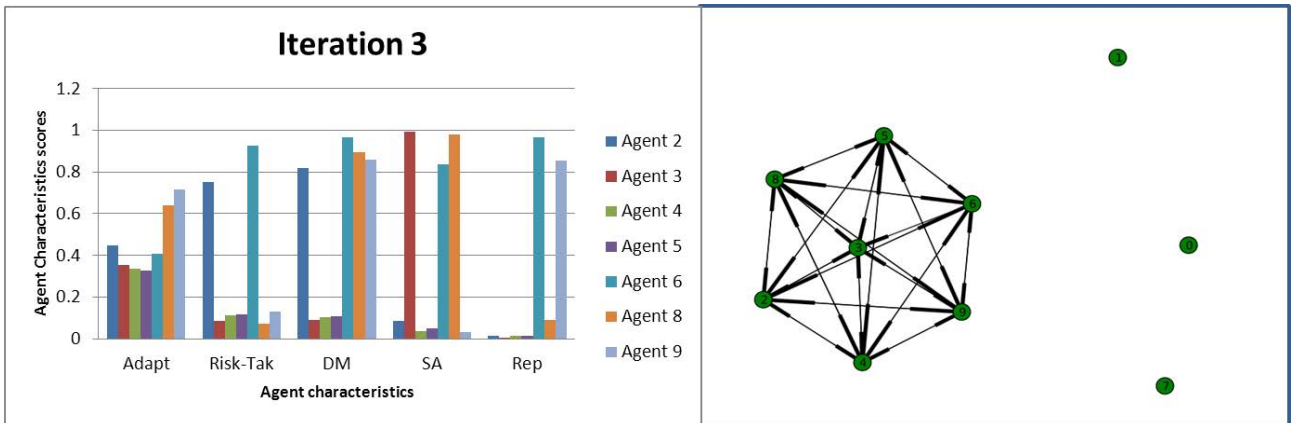 Iteration 3
Agent Characteristics scores
1.2
1
0.8
0.6
0.4
0.2
0
Adapt Risk-Tak DM SA Rep
Agent characteristics
Agent 2
Agent 3
Agent 4
Agent 5
Agent 6
Agent 8
Agent 9
1
5
8
6
3
0
2
9
4
7